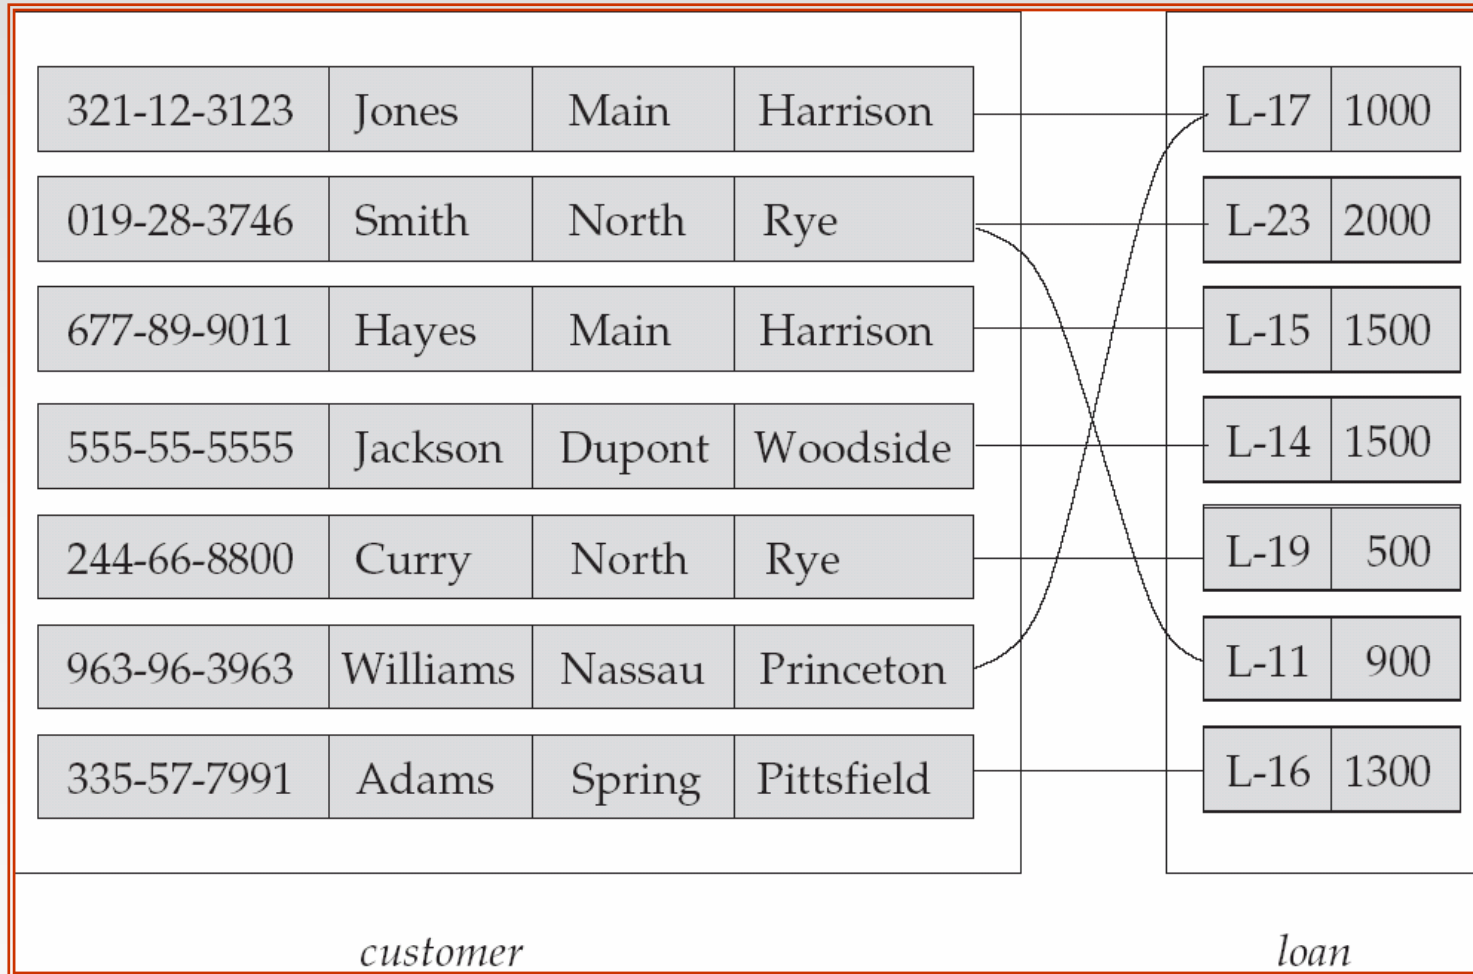 321-12-3123 Jones Main Harrison L-17 1000
019-28-3746 Smith North Rye L-23 2000
677-89-9011 Hayes Main Harrison L-15 1500
555-55-5555 Jackson Dupont Woodside L-14 1500
244-66-8800 Curry North Rye L-19 500
963-96-3963 Williams Nassau Princeton L-11 900
335-57-7991 Adams Spring Pittsfield L-16 1300
customer loan